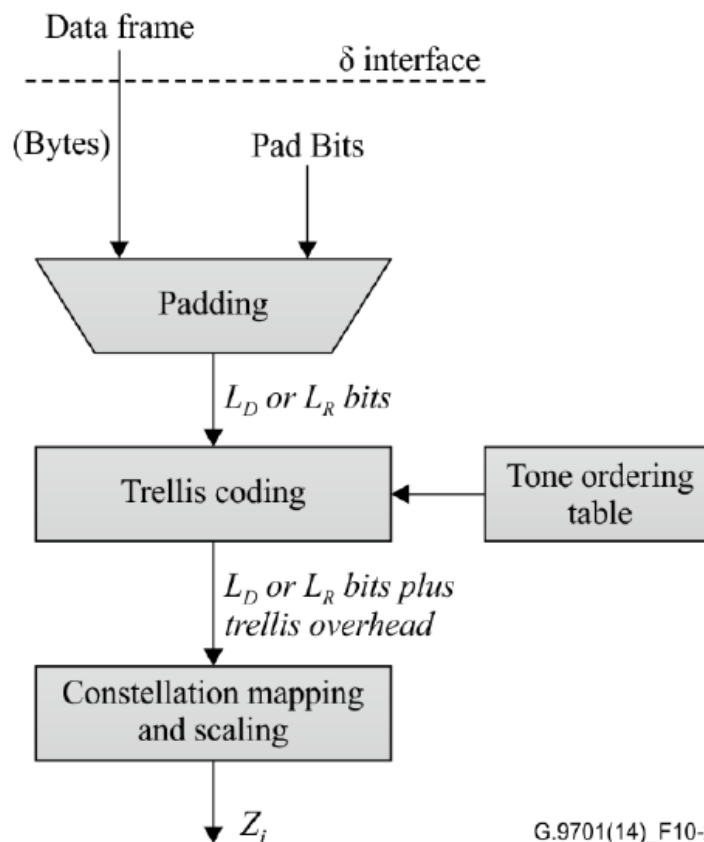 Data frame
δ interface
(Bytes)
Pad Bits
Padding
L_D or L_R bits
Trellis coding
Tone ordering
table
L_D or L_R bits plus
trellis overhead
Constellation mapping
and scaling
Z_i
G.9701(14)_F10-